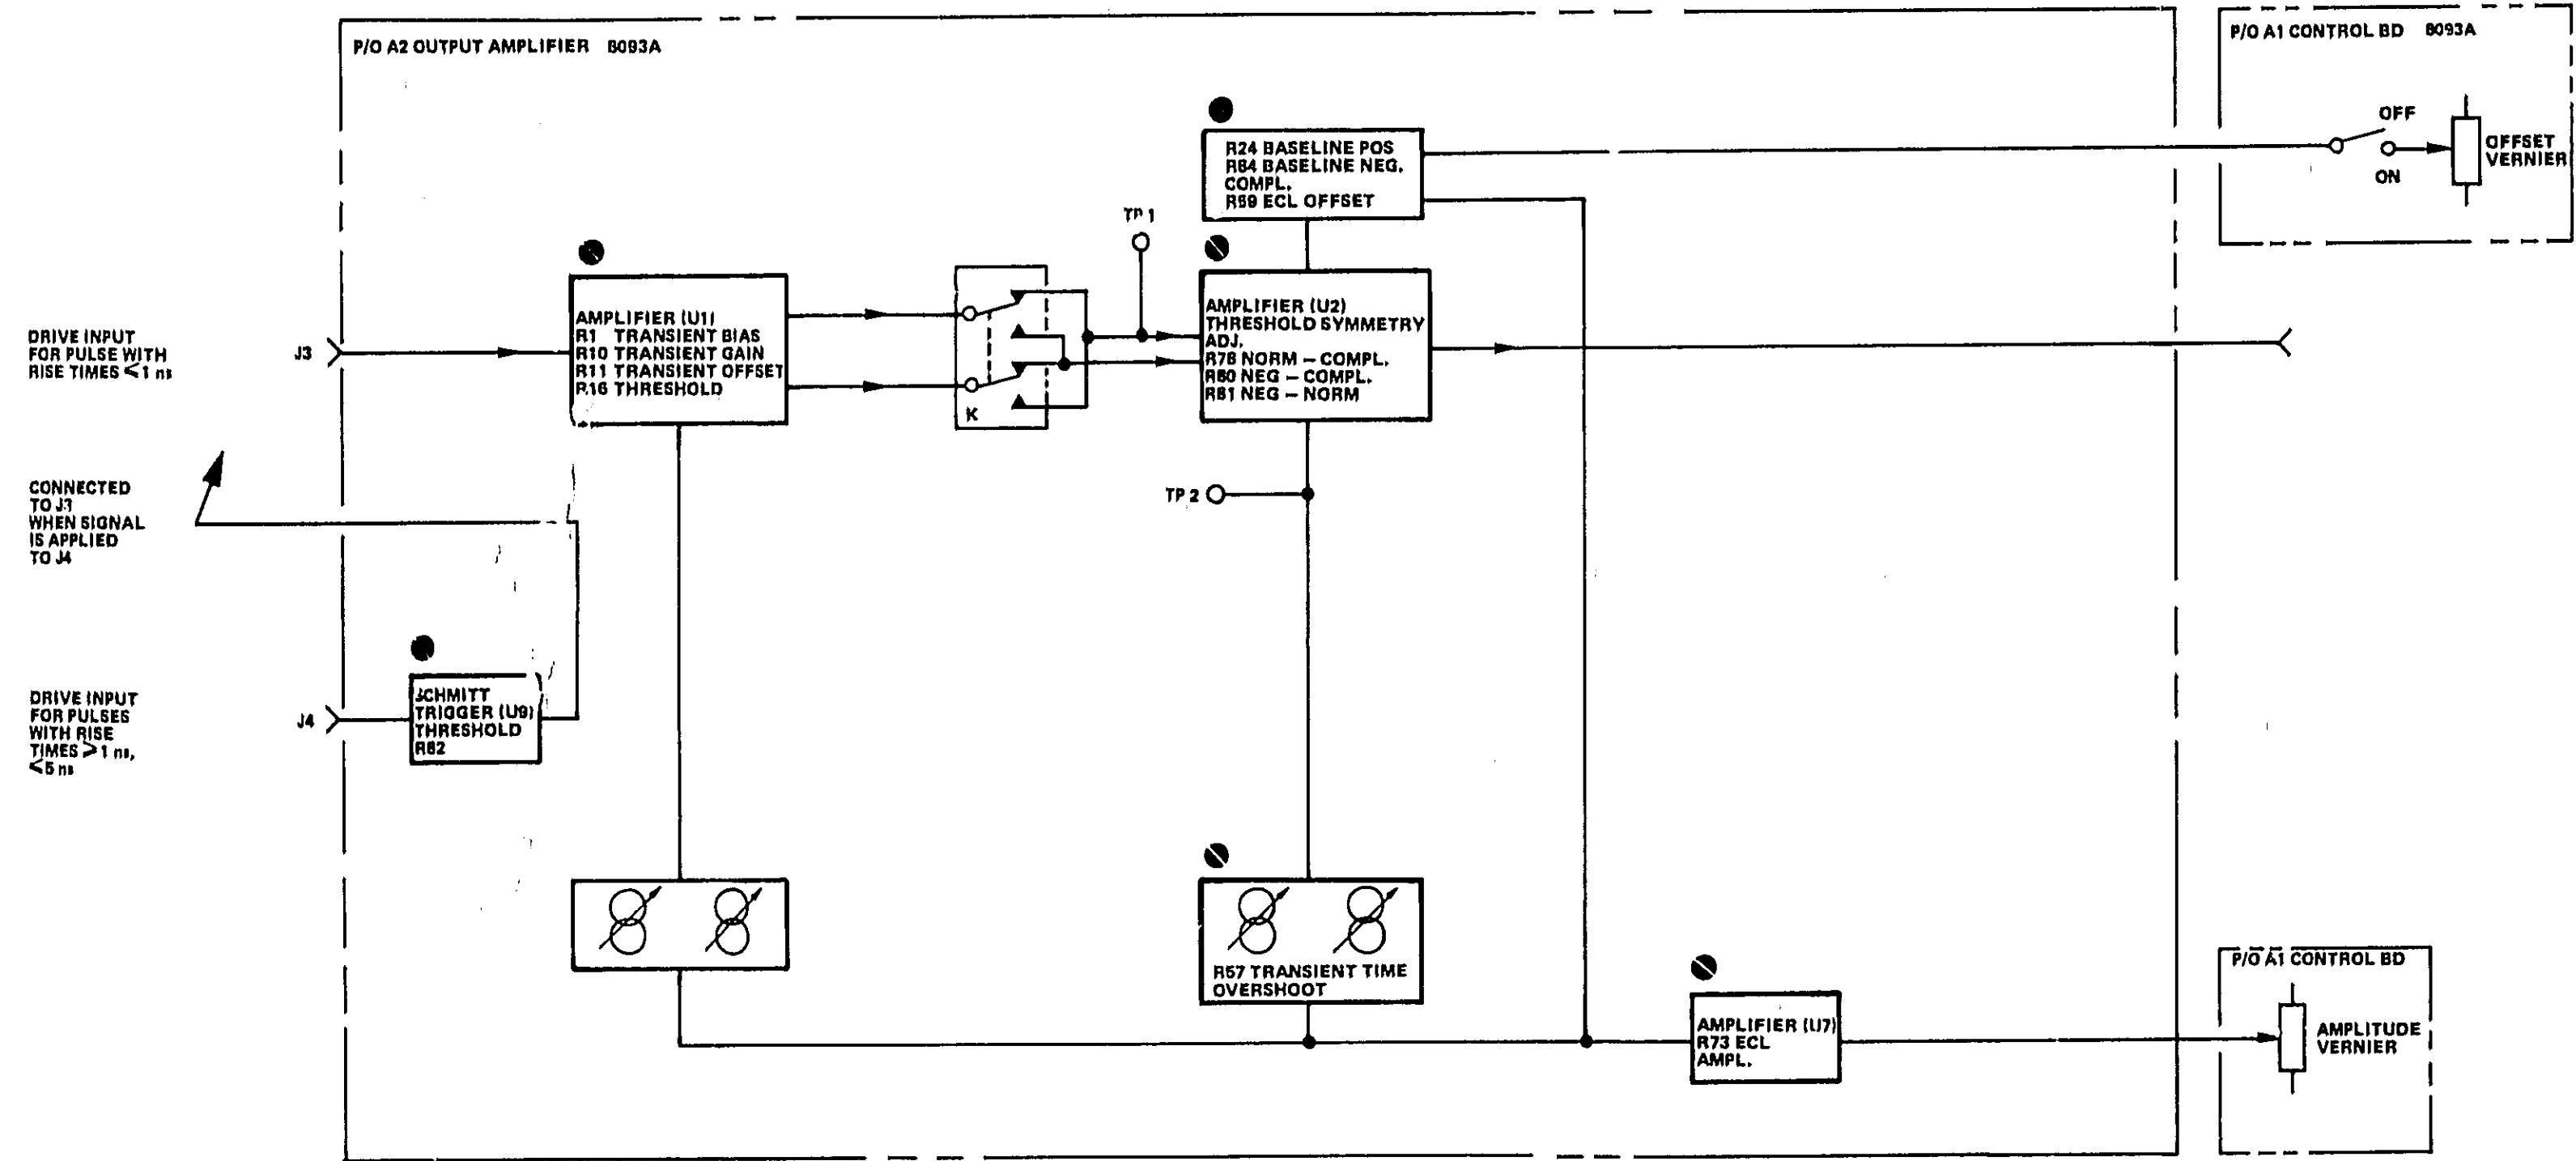 P/O A2 OUTPUT AMPLIFIER 8093A
P/O A1 CONTROL BD 8093A
OFF
OFFSET
VERNIER
ON
R24 BASELINE POS
R84 BASELINE NEG.
COMPL.
R59 ECL OFFSET
TP 1
DRIVE INPUT
FOR PULSE WITH
RISE TIMES <1 ns
J3
AMPLIFIER (U1)
R1 TRANSIENT BIAS
R10 TRANSIENT GAIN
R11 TRANSIENT OFFSET
R16 THRESHOLD
K
AMPLIFIER (U2)
THRESHOLD SYMMETRY
ADJ.
R78 NORM – COMPL.
R80 NEG – COMPL.
R81 NEG – NORM
CONNECTED
TO J3
WHEN SIGNAL
IS APPLIED
TO J4
TP 2
DRIVE INPUT
FOR PULSES
WITH RISE
TIMES >1 ns,
<5 ns
J4
SCHMITT
TRIGGER (U9)
THRESHOLD
R82
R57 TRANSIENT TIME
OVERSHOOT
AMPLIFIER (U7)
R73 ECL
AMPL.
P/O A1 CONTROL BD
AMPLITUDE
VERNIER